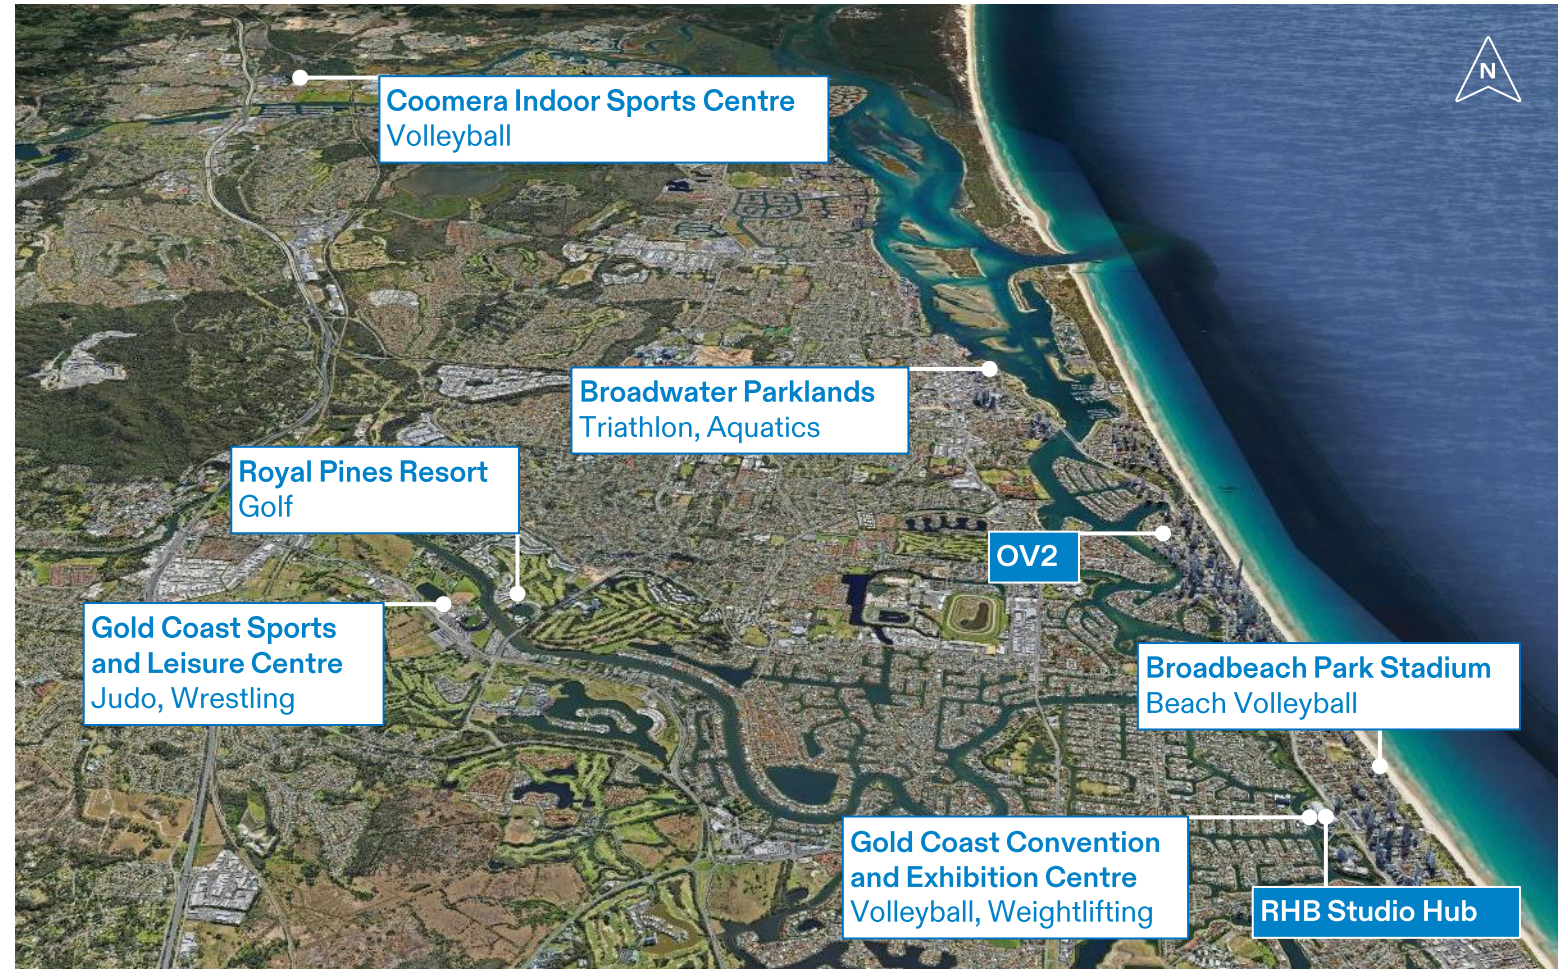 N
Coomera Indoor Sports Centre
Volleyball
Broadwater Parklands
Triathlon, Aquatics
Royal Pines Resort
Golf
OV2
Gold Coast Sports
and Leisure Centre
Judo, Wrestling
Broadbeach Park Stadium
Beach Volleyball
Gold Coast Convention
and Exhibition Centre
Volleyball, Weightlifting
RHB Studio Hub